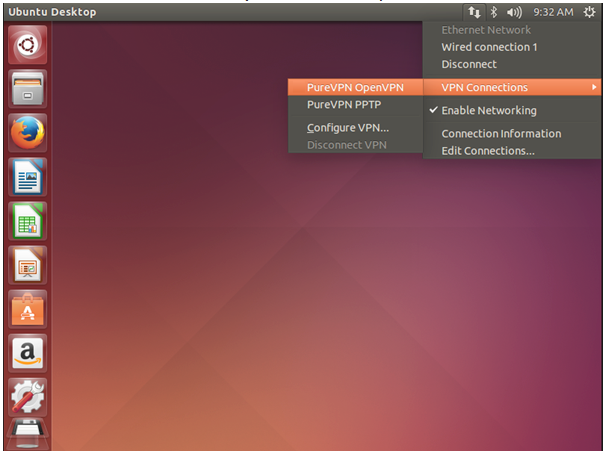 Ubuntu Desktop
9:32 AM
Ethernet Network
Wired connection 1
Disconnect
VPN Connections
Enable Networking
Connection Information
Edit Connections...
PureVPN OpenVPN
PureVPN PPTP
Configure VPN...
Disconnect VPN
A
a